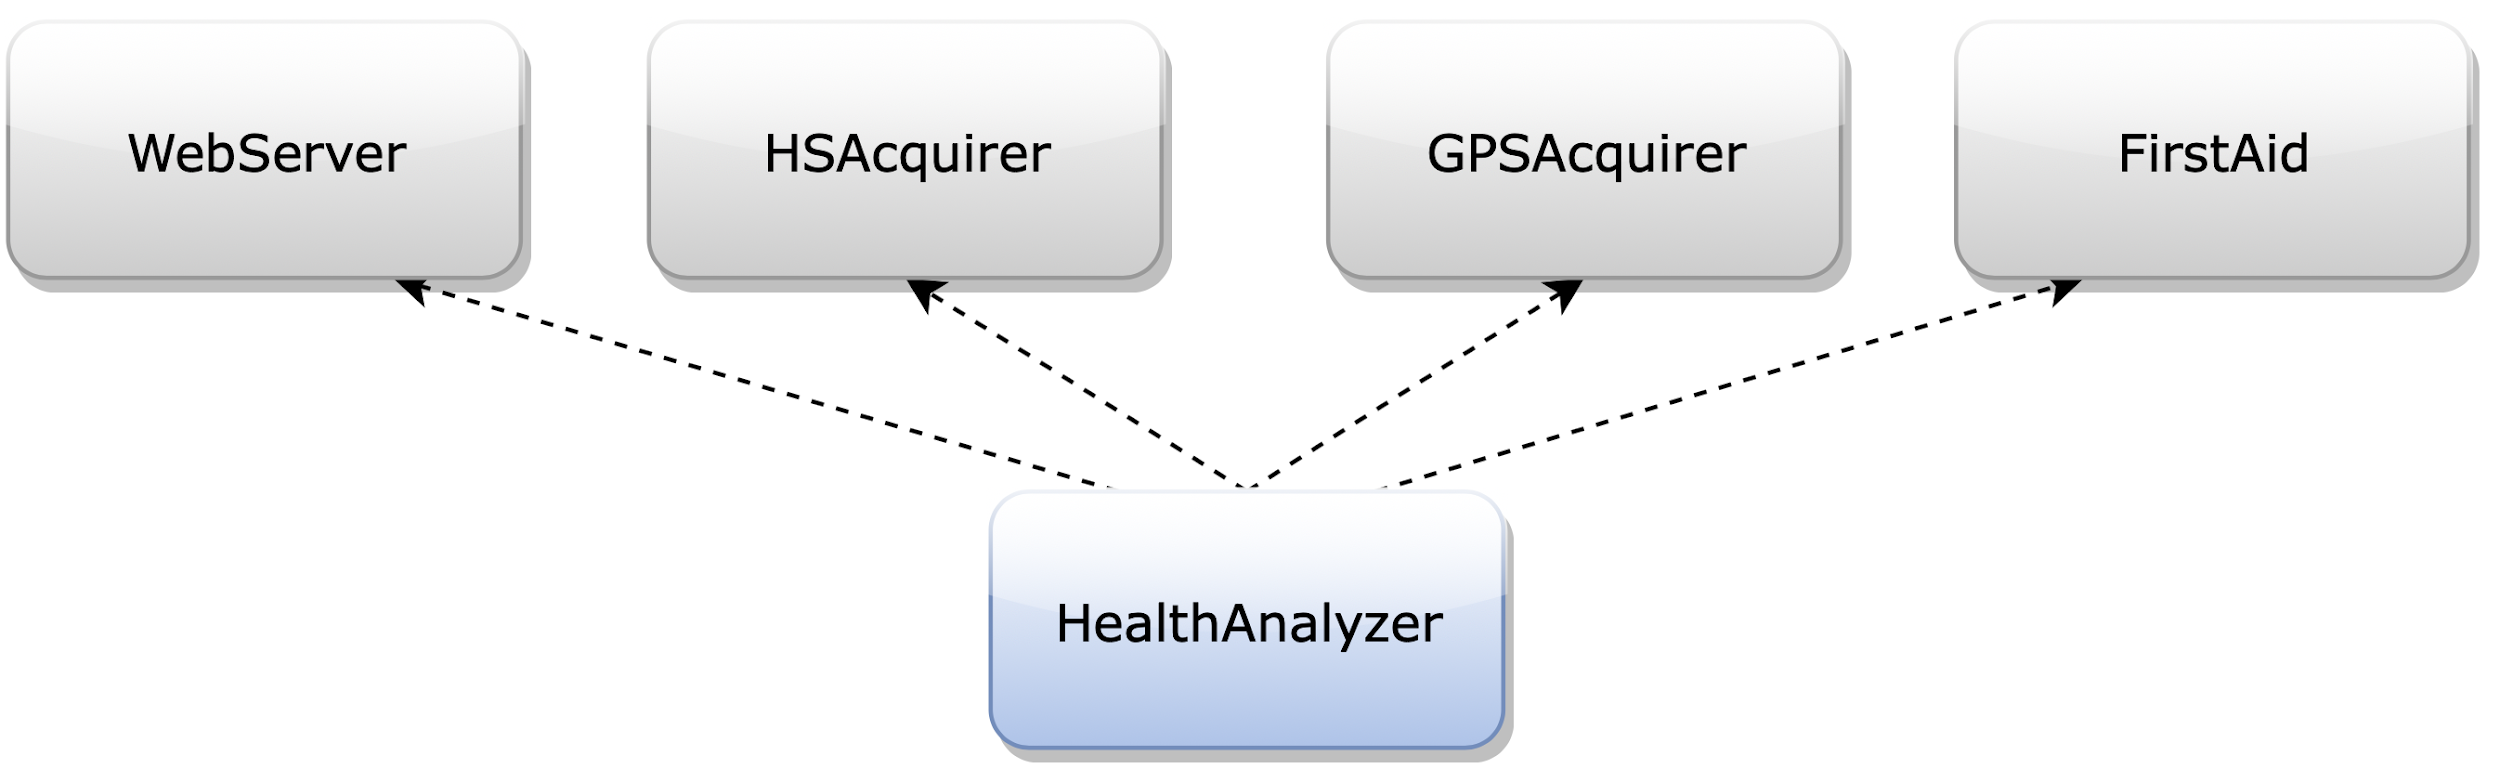 WebServer
HSAcquirer
GPSAcquirer
FirstAid
HealthAnalyzer